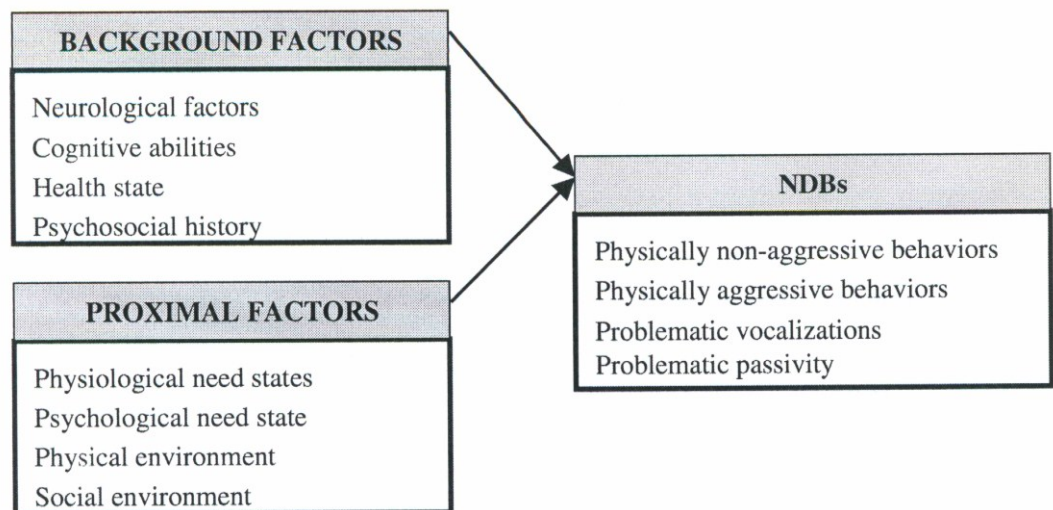 BACKGROUND FACTORS
Neurological factors
Cognitive abilities
Health state
Psychosocial history
PROXIMAL FACTORS
Physiological need states
Psychological need state
Physical environment
Social environment
NDBs
Physically non-aggressive behaviors
Physically aggressive behaviors
Problematic vocalizations
Problematic passivity